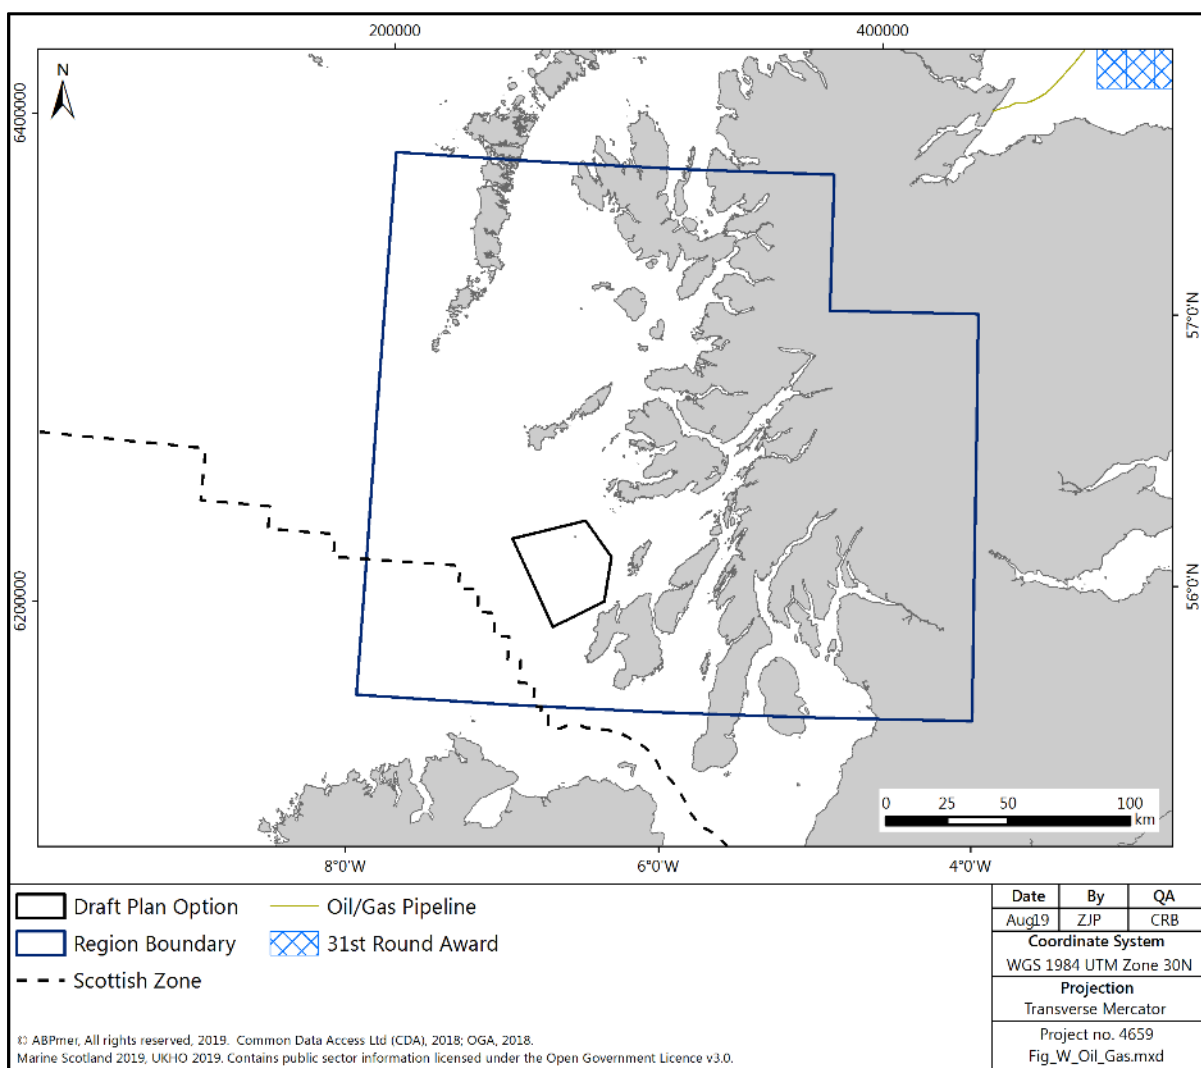 200000
400000
N
6400000
57°0'N
6200000
56°0'N
0 25 50 100
km
8°0'W
6°0'W
4°0'W
Draft Plan Option
Region Boundary
Scottish Zone
Oil/Gas Pipeline
31st Round Award
Date By QA
Aug19 ZJP CRB
Coordinate System
WGS 1984 UTM Zone 30N
Projection
Transverse Mercator
Project no. 4659
Fig_W_Oil_Gas.mxd
© ABPmer, All rights reserved, 2019. Common Data Access Ltd (CDA), 2018; OGA, 2018.
Marine Scotland 2019, UKHO 2019. Contains public sector information licensed under the Open Government Licence v3.0.